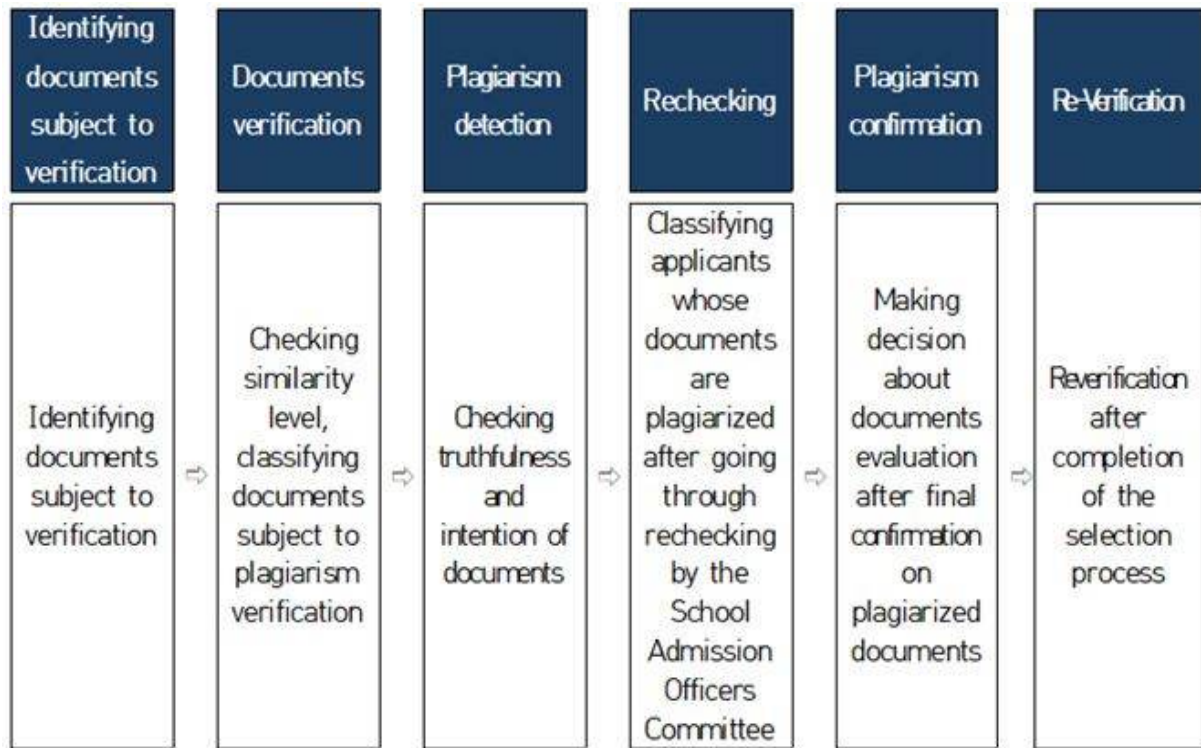 Identifying
documents
subject to
verification
Documents
verification
Plagiarism
detection
Rechecking
Plagiarism
confirmation
Re-Verification
Identifying
documents
subject to
verification
⇨
Checking
similarity
level,
classifying
documents
subject to
plagiarism
verification
⇨
Checking
truthfulness
and
intention of
documents
⇨
Classifying
applicants
whose
documents
are
plagiarized
after going
through
rechecking
by the
School
Admission
Officers
Committee
⇨
Making
decision
about
documents
evaluation
after final
confirmation
on
plagiarized
documents
⇨
Reverification
after
completion
of the
selection
process